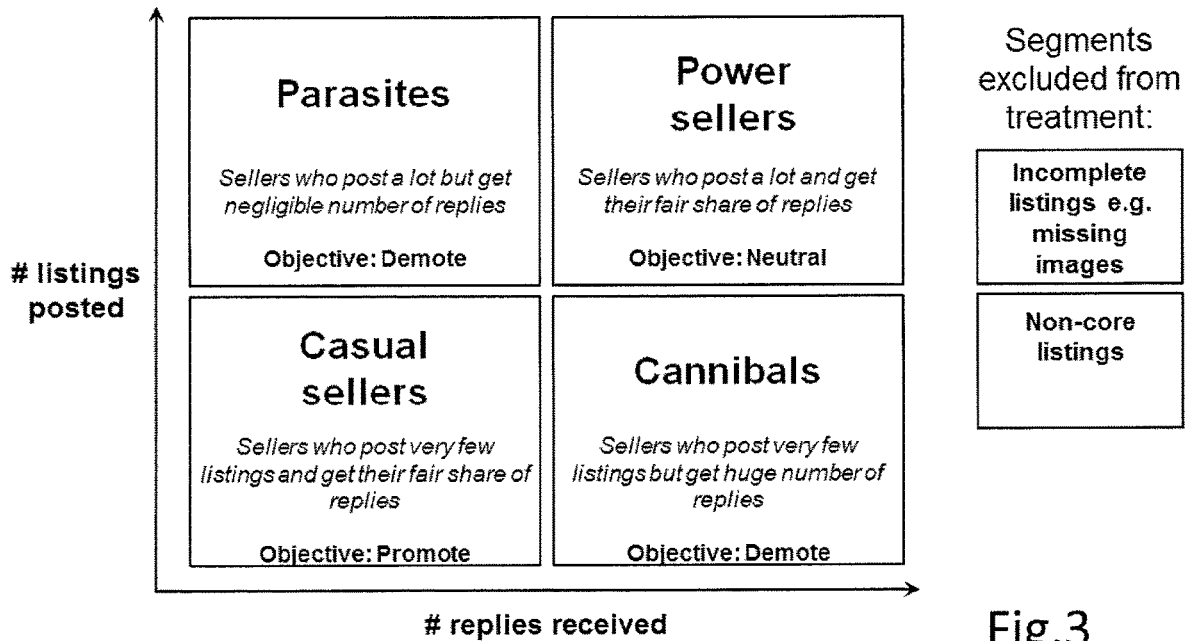 # listings
posted
Parasites
Sellers who post a lot but get
negligible number of replies
Objective: Demote
Power
sellers
Sellers who post a lot and get
their fair share of replies
Objective: Neutral
Casual
sellers
Sellers who post very few
listings and get their fair share of
replies
Objective: Promote
Cannibals
Sellers who post very few
listings but get huge number of
replies
Objective: Demote
# replies received
Segments
excluded from
treatment:
Incomplete
listings e.g.
missing
images
Non-core
listings
Fig.3